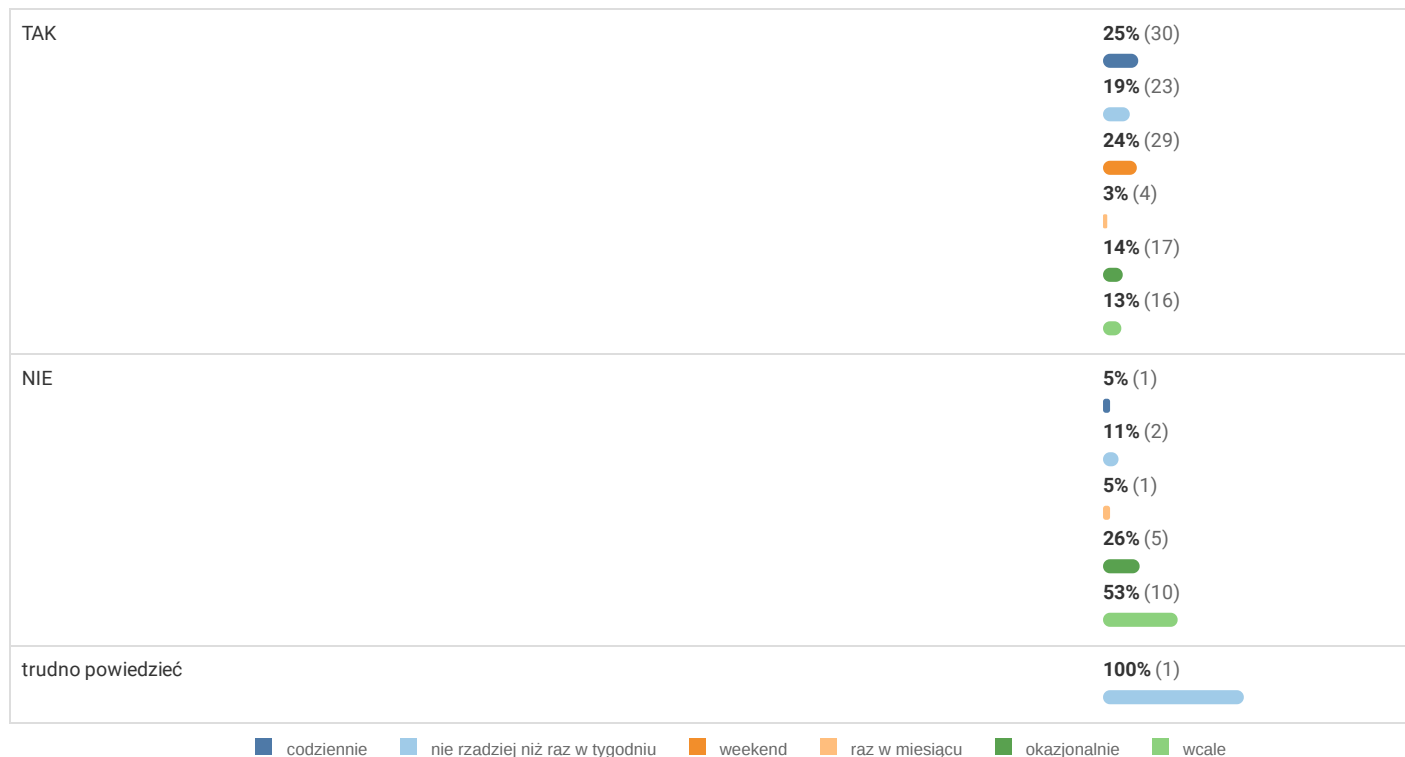 TAK 25% (30)
19% (23)
24% (29)
3% (4)
14% (17)
13% (16)
NIE 5% (1)
11% (2)
5% (1)
26% (5)
53% (10)
trudno powiedzieć 100% (1)
codziennie nie rzadziej niż raz w tygodniu weekend raz w miesiącu okazjonalnie wcale